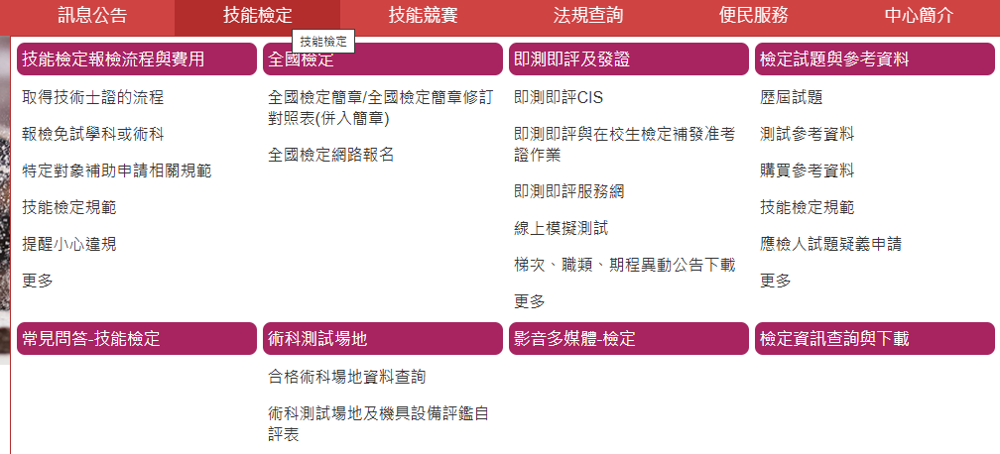 訊息公告
技能檢定
技能競賽
法規查詢
便民服務
中心簡介
技能檢定
技能檢定報檢流程與費用
取得技術士證的流程
報檢免試學科或術科
特定對象補助申請相關規範
技能檢定規範
提醒小心違規
更多
全國檢定
全國檢定簡章/全國檢定簡章修訂
對照表(併入簡章)
全國檢定網路報名
即測即評及發證
即測即評CIS
即測即評與在校生檢定補發准考
證作業
即測即評服務網
線上模擬測試
梯次、職類、期程異動公告下載
更多
檢定試題與參考資料
歷屆試題
測試參考資料
購買參考資料
技能檢定規範
應檢人試題疑義申請
更多
常見問答-技能檢定
術科測試場地
合格術科場地資料查詢
術科測試場地及機具設備評鑑自
評表
影音多媒體-檢定
檢定資訊查詢與下載